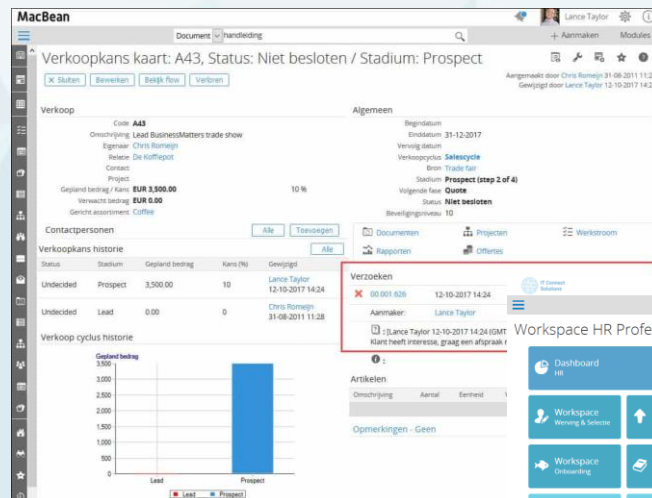 MacBean
Lance Taylor
Document handleiding
+ Aanmaken Modules
Verkoopkans kaart: A43, Status: Niet besloten / Stadium: Prospect
X Sluiten Bewerken Bekijk flow Verloren
Aangemaakt door Chris Romeijn 31-08-2011 11:2
Gewijzigd door Lance Taylor 12-10-2017 14:2
Verkoop
Code A43
Omschrijving Lead BusinessMatters trade show
Eigenaar Chris Romeijn
Relatie De Koffiepot
Contact
Project
Gepland bedrag / Kans EUR 3,500.00 10 %
Verwacht bedrag EUR 0.00
Gericht assortiment Coffee
Algemeen
Begindatum
Einddatum 31-12-2017
Vervolg datum
Verkoopcyclus Salescycle
Bron Trade fair
Stadium Prospect (step 2 of 4)
Volgende fase Quote
Status Niet besloten
Beveiligingsniveau 10
Contactpersonen Alle Toevoegen
Documenten Projecten Werkstroom
Rapporten Offertes
Verkoopkans historie Alle
Status Stadium Gepland bedrag Kans (%) Gewijzigd
Undecided Prospect 3,500.00 10 Lance Taylor
12-10-2017 14:24
Undecided Lead 0.00 0 Chris Romeijn
31-08-2011 11:28
Verzoeken
00.001.626 12-10-2017 14:24
Aanmaker: Lance Taylor
: [Lance Taylor 12-10-2017 14:24 (GMT
Klant heeft interesse, graag een afspraak
Artikelen
Omschrijving Aantal Eenheid
Opmerkingen - Geen
Verkoop cyclus historie
Gepland bedrag
3,500
3,000
2,500
2,000
1,500
1,000
500
0
Lead Prospect
Lead Prospect
IT Connect
Solutions
Workspace HR Profe
Dashboard
HR
Workspace
Werving & Selectie
Workspace
Onboarding